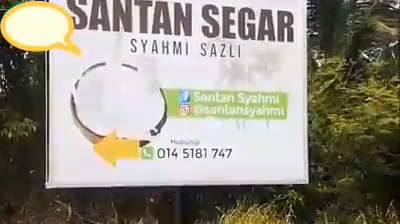 SANTAN SEGAR
SYAHMI SAZLI
Santan Syahmi
@santansyahmi
Hubungi
014 5181 747